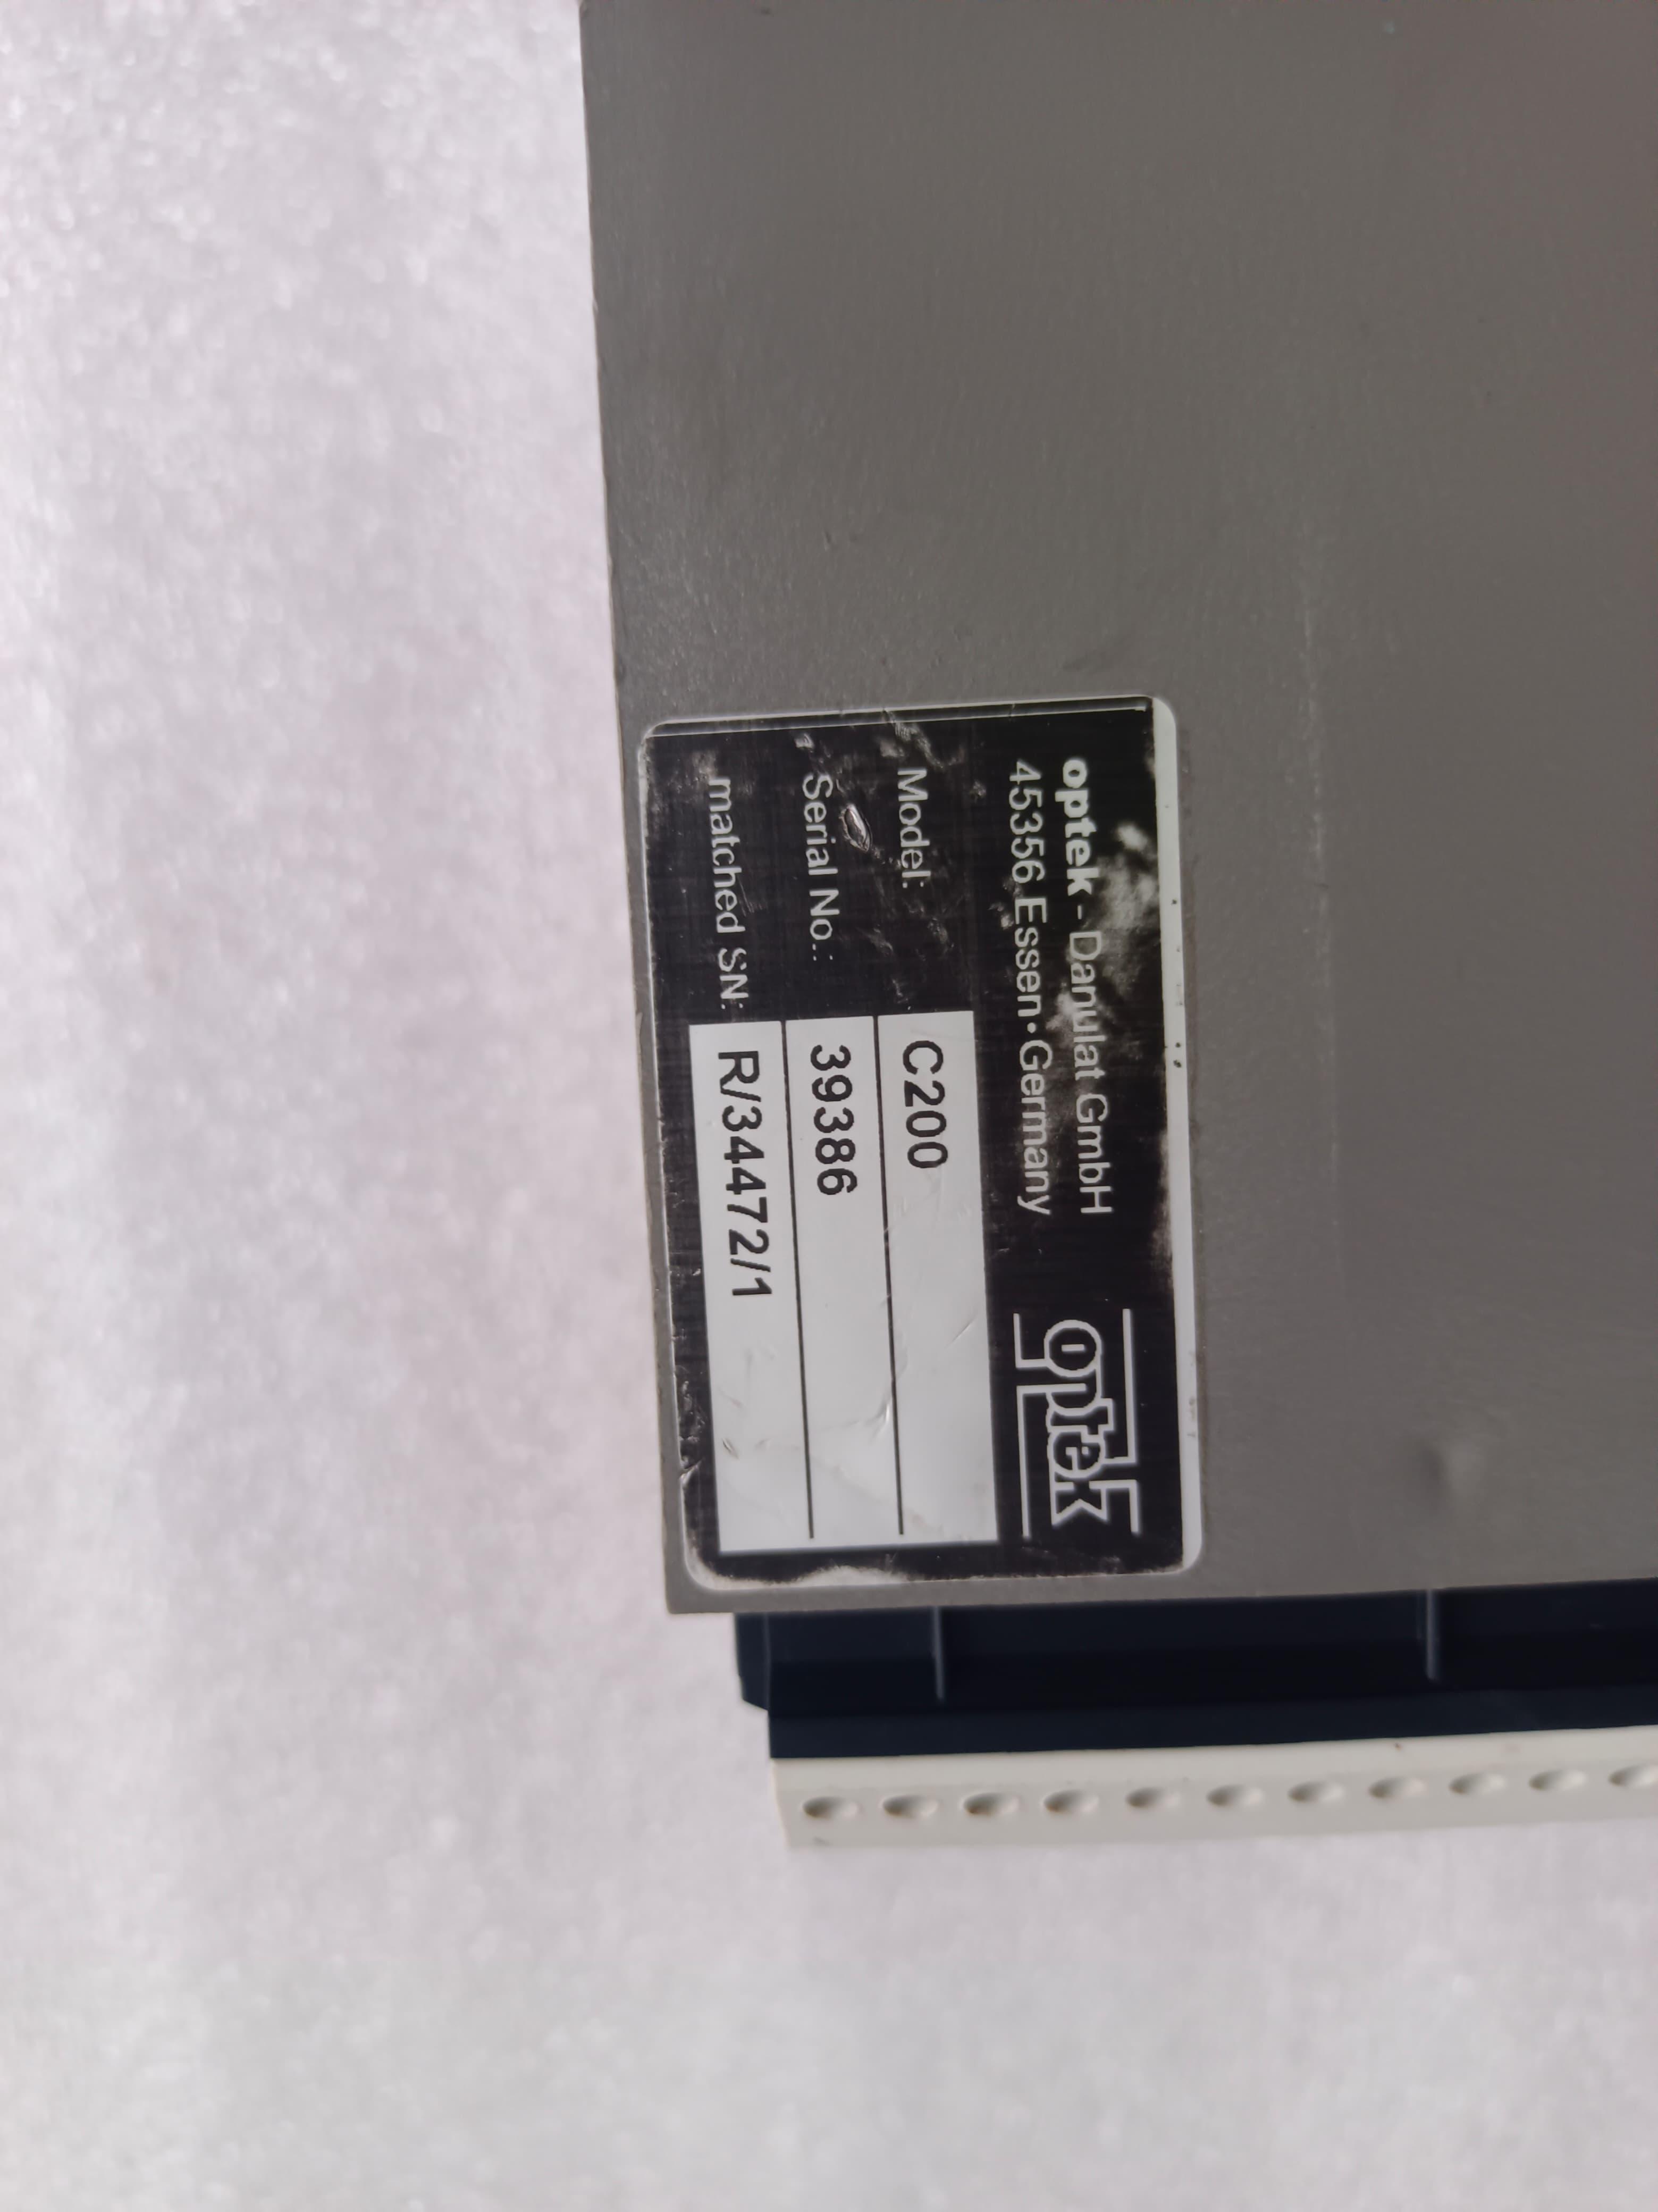 optek - Danulat GmbH
45356 Essen•Germany
optek
Model: C200
Serial No.: 39386
matched SN: R/34472/1